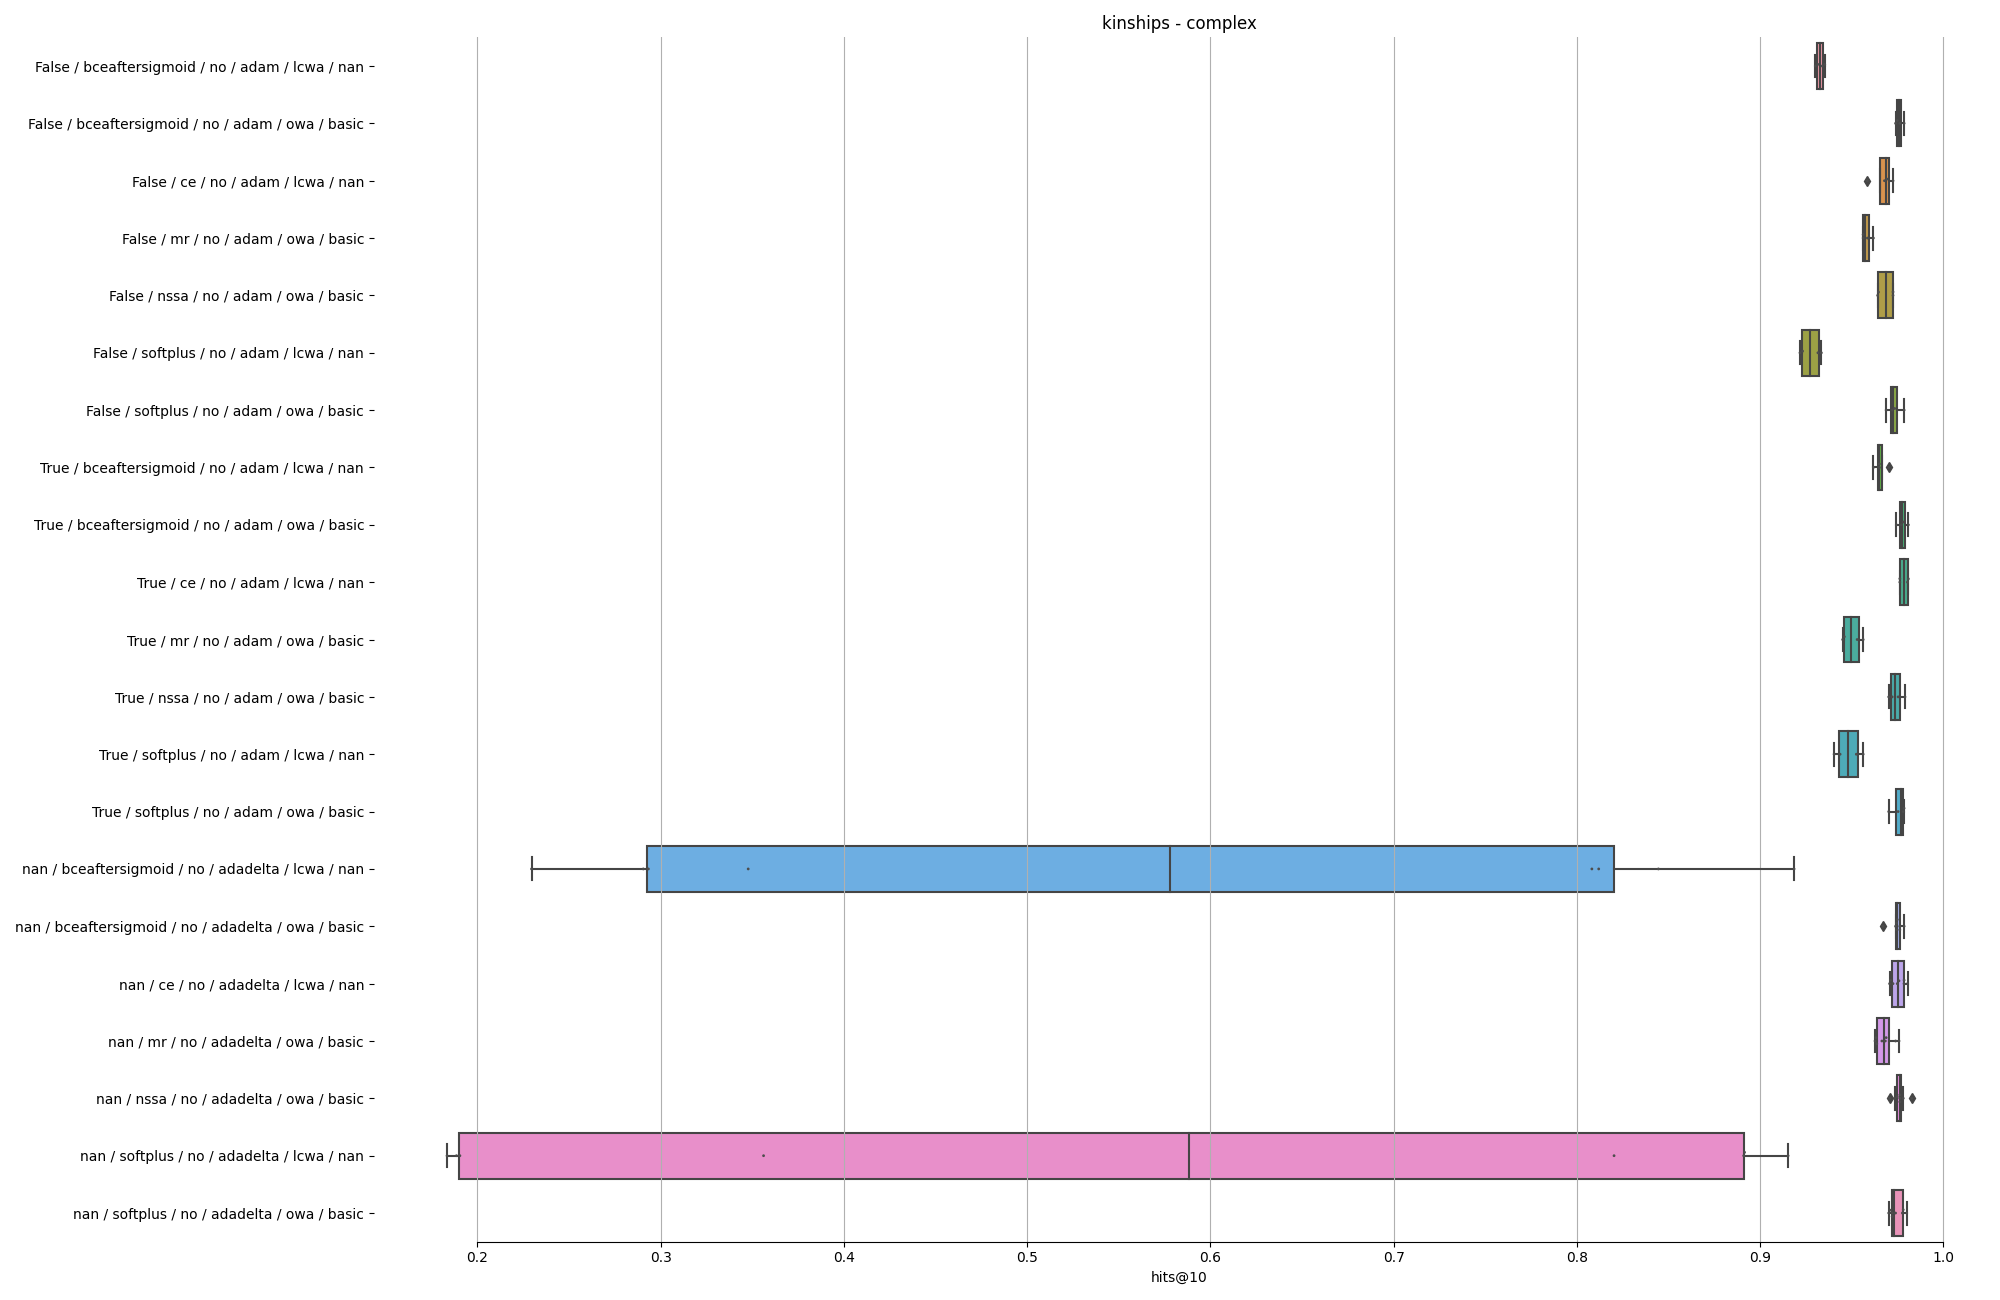 kinships - complex
False / bceaftersigmoid / no / adam / lcwa / nan
False / bceaftersigmoid / no / adam / owa / basic
False / ce / no / adam / lcwa / nan
False / mr / no / adam / owa / basic
False / nssa / no / adam / owa / basic
False / softplus / no / adam / lcwa / nan
False / softplus / no / adam / owa / basic
True / bceaftersigmoid / no / adam / lcwa / nan
True / bceaftersigmoid / no / adam / owa / basic
True / ce / no / adam / lcwa / nan
True / mr / no / adam / owa / basic
True / nssa / no / adam / owa / basic
True / softplus / no / adam / lcwa / nan
True / softplus / no / adam / owa / basic
nan / bceaftersigmoid / no / adadelta / lcwa / nan
nan / bceaftersigmoid / no / adadelta / owa / basic
nan / ce / no / adadelta / lcwa / nan
nan / mr / no / adadelta / owa / basic
nan / nssa / no / adadelta / owa / basic
nan / softplus / no / adadelta / lcwa / nan
nan / softplus / no / adadelta / owa / basic
0.2 0.3 0.4 0.5 0.6 0.7 0.8 0.9 1.0
hits@10